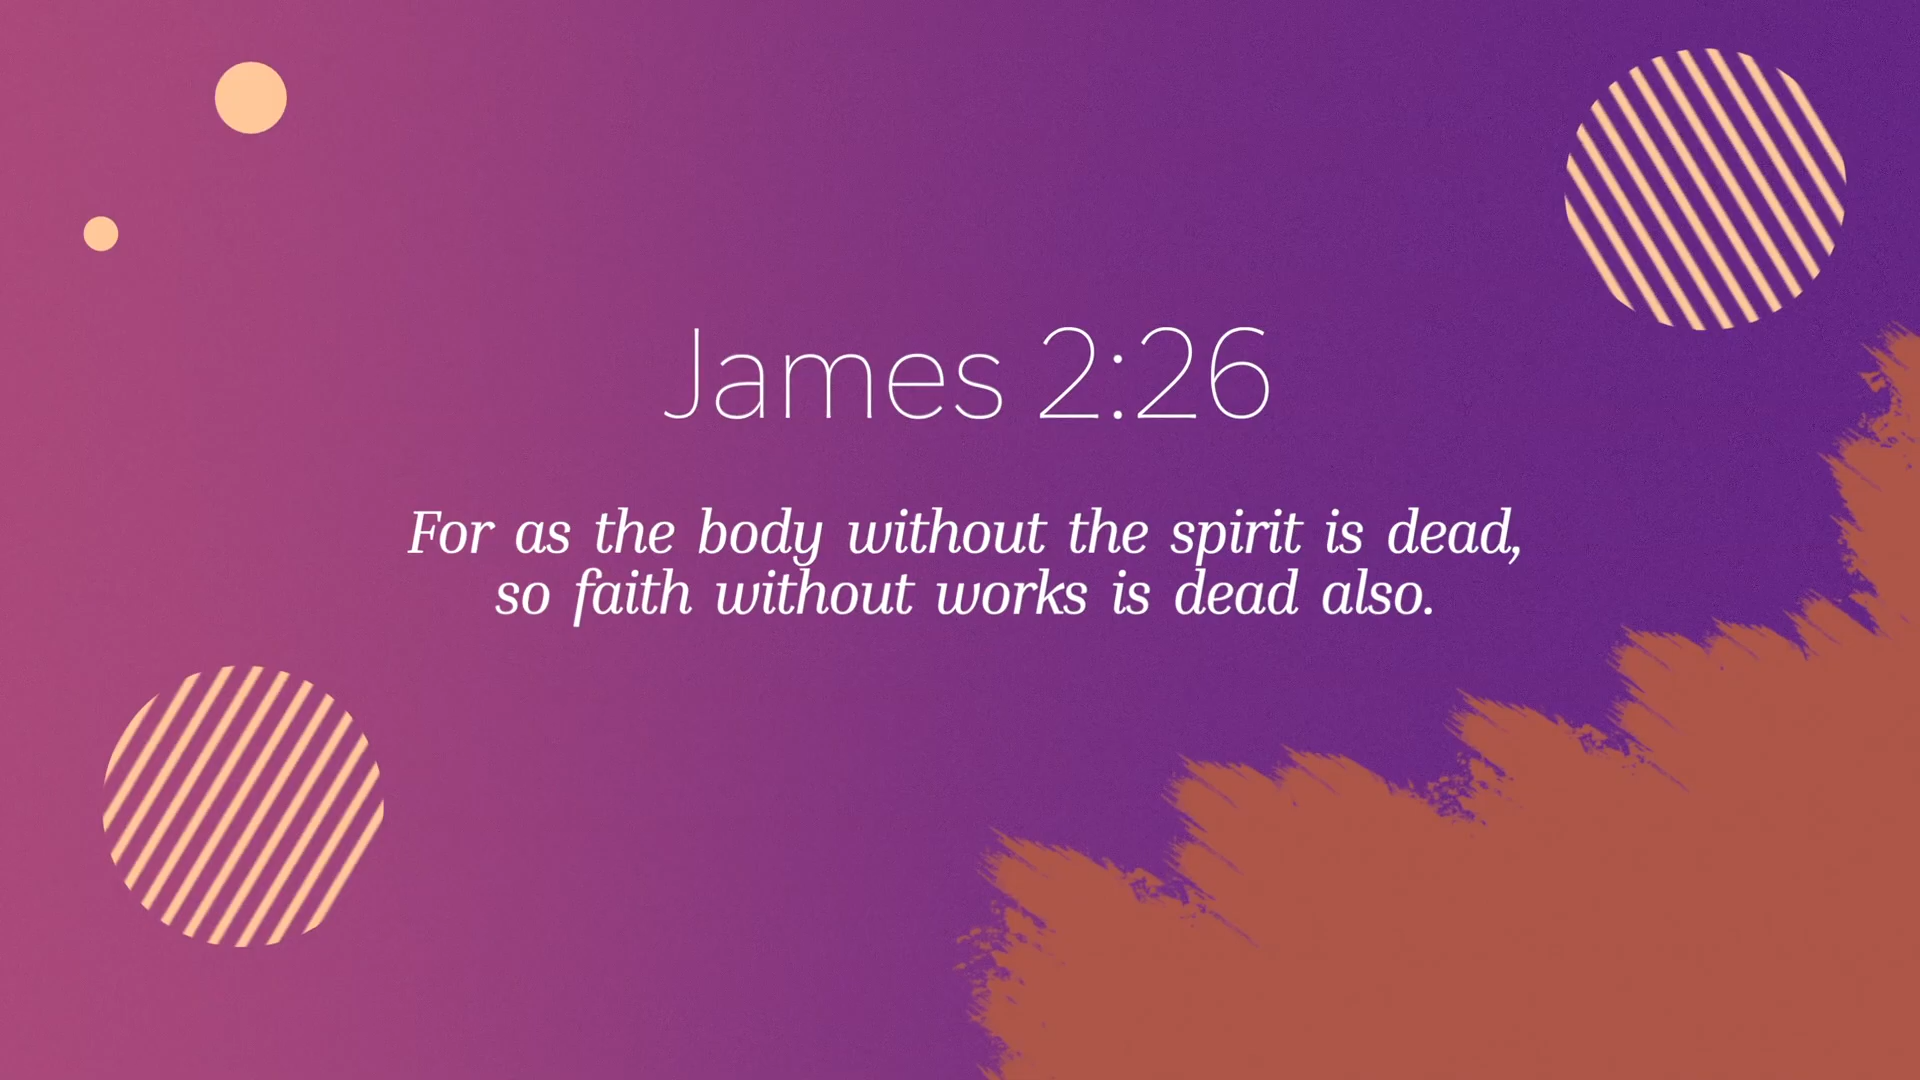 James 2:26
For as the body without the spirit is dead,
so faith without works is dead also.